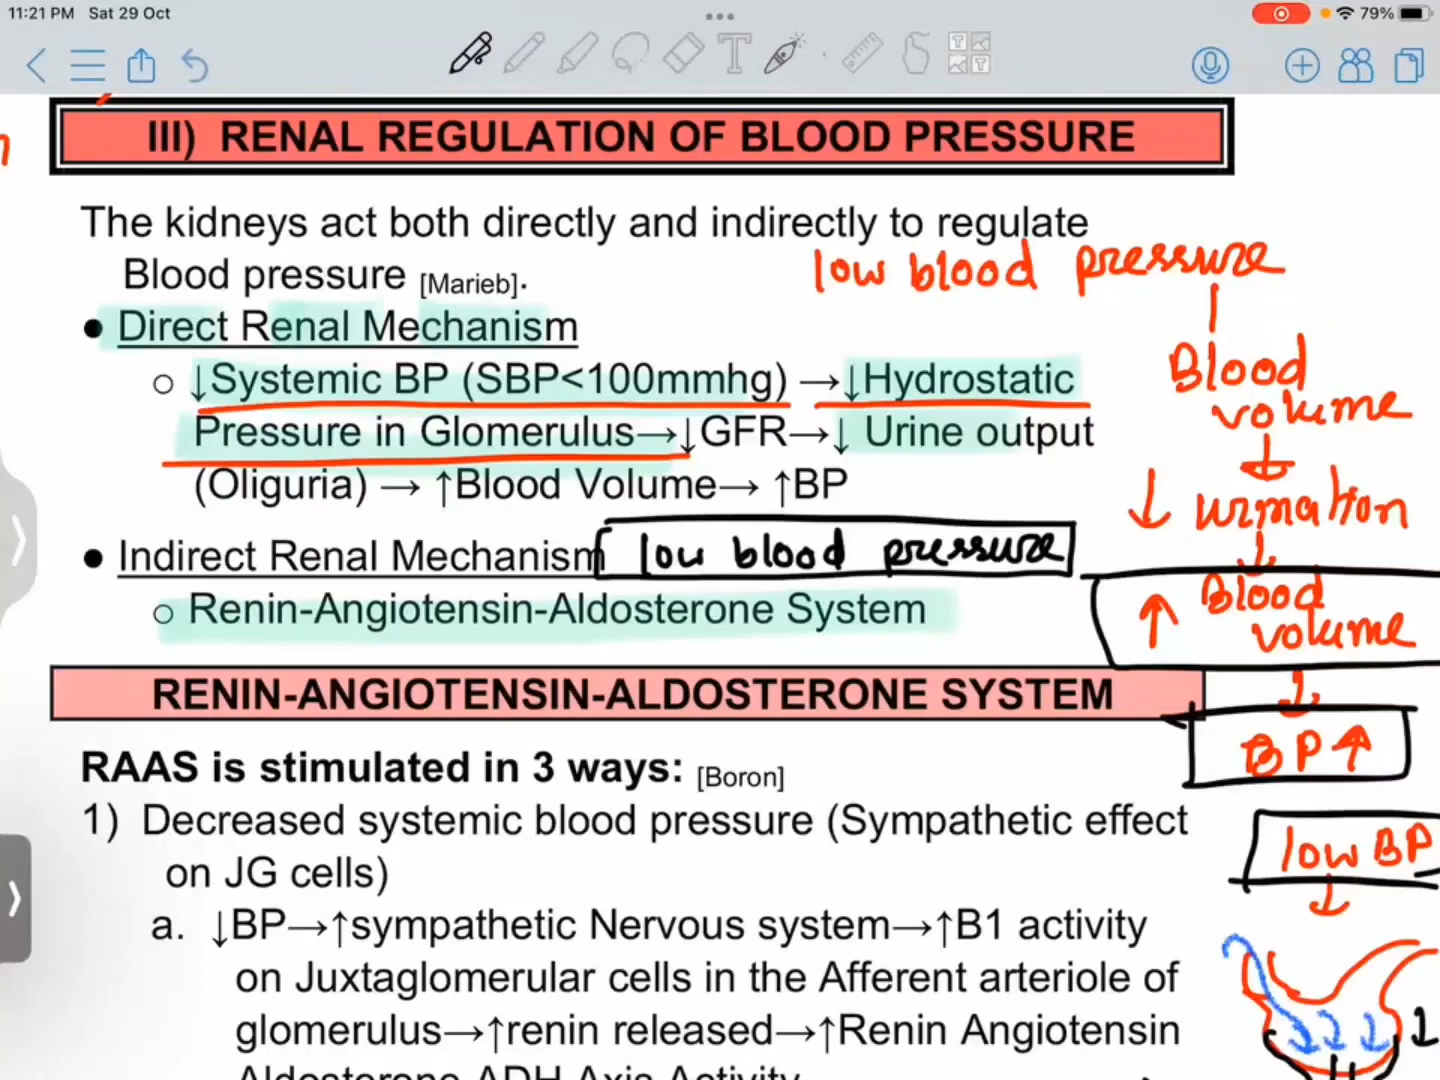 11:21 PM Sat 29 Oct
79%
III) RENAL REGULATION OF BLOOD PRESSURE
The kidneys act both directly and indirectly to regulate
Blood pressure [Marieb].
low blood pressure
● Direct Renal Mechanism
○ ↓Systemic BP (SBP<100mmhg) →↓Hydrostatic
Pressure in Glomerulus→↓GFR→↓ Urine output
(Oliguria) → ↑Blood Volume→ ↑BP
Blood
volume
↓
↑ Blood
volume
BP ↑
● Indirect Renal Mechanism
low blood pressure
○ Renin-Angiotensin-Aldosterone System
RENIN-ANGIOTENSIN-ALDOSTERONE SYSTEM
RAAS is stimulated in 3 ways: [Boron]
1) Decreased systemic blood pressure (Sympathetic effect
on JG cells)
low BP
a. ↓BP→↑sympathetic Nervous system→↑B1 activity
on Juxtaglomerular cells in the Afferent arteriole of
glomerulus→↑renin released→↑Renin Angiotensin
Aldosterone ADH Axis Activity